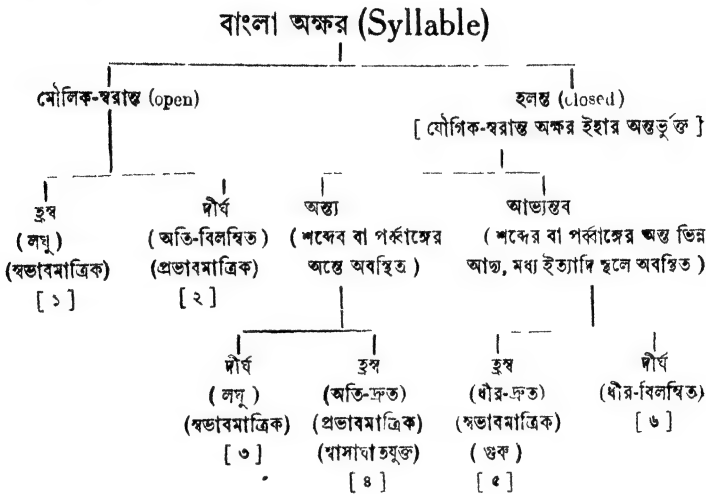 বাংলা অক্ষর (Syllable)
মৌলিক-স্বরান্ত (open)
হলন্ত (closed)
[ যৌগিক-স্বরান্ত অক্ষর ইহার অন্তর্ভুক্ত ]
হ্রস্ব
(লঘু)
(স্বভাবমাত্রিক)
[ ১ ]
দীর্ঘ
(অতি-বিলম্বিত)
(প্রভাবমাত্রিক)
[ ২ ]
অন্ত্য
(শব্দেব বা পর্ব্বাঙ্গের
অন্তে অবস্থিত)
আভ্যন্তব
(শব্দের বা পর্ব্বাঙ্গের অন্ত ভিন্ন
আদ্য, মধ্য ইত্যাদি স্থলে অবস্থিত)
দীর্ঘ
(লঘু)
(স্বভাবমাত্রিক)
[ ৩ ]
হ্রস্ব
(অতি-দ্রুত)
(প্রভাবমাত্রিক)
(শ্বাসাঘাতযুক্ত)
[ ৪ ]
হ্রস্ব
(ধীর-দ্রুত)
(স্বভাবমাত্রিক)
(গুরু)
[ ৫ ]
দীর্ঘ
(ধীর-বিলম্বিত)
[ ৬ ]